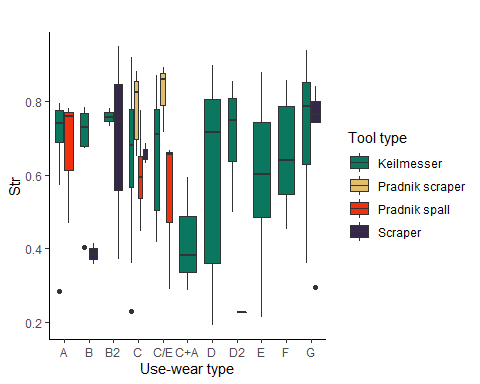 Str
0.8
0.6
0.4
0.2
A B B2 C C/E C+A D D2 E F G
Use-wear type
Tool type
Keilmesser
Pradnik scraper
Pradnik spall
Scraper